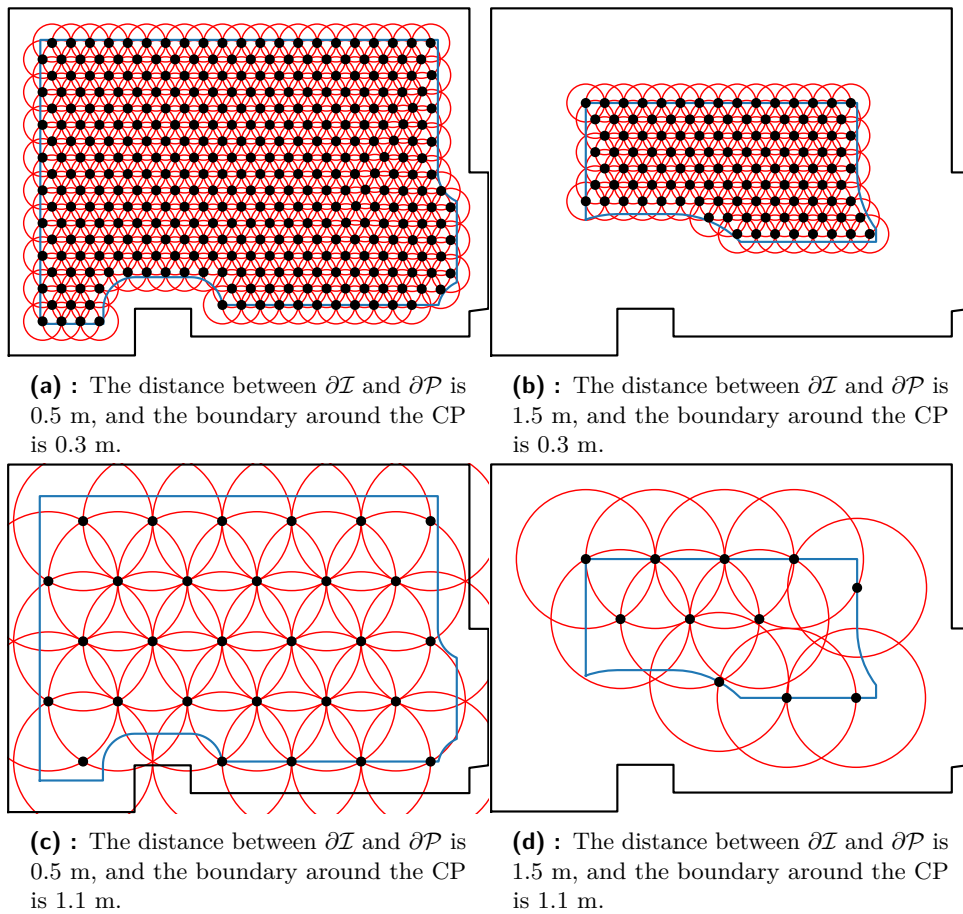 (a) : The distance between ∂𝓘 and ∂𝓟 is
0.5 m, and the boundary around the CP
is 0.3 m.
(b) : The distance between ∂𝓘 and ∂𝓟 is
1.5 m, and the boundary around the CP
is 0.3 m.
(c) : The distance between ∂𝓘 and ∂𝓟 is
0.5 m, and the boundary around the CP
is 1.1 m.
(d) : The distance between ∂𝓘 and ∂𝓟 is
1.5 m, and the boundary around the CP
is 1.1 m.